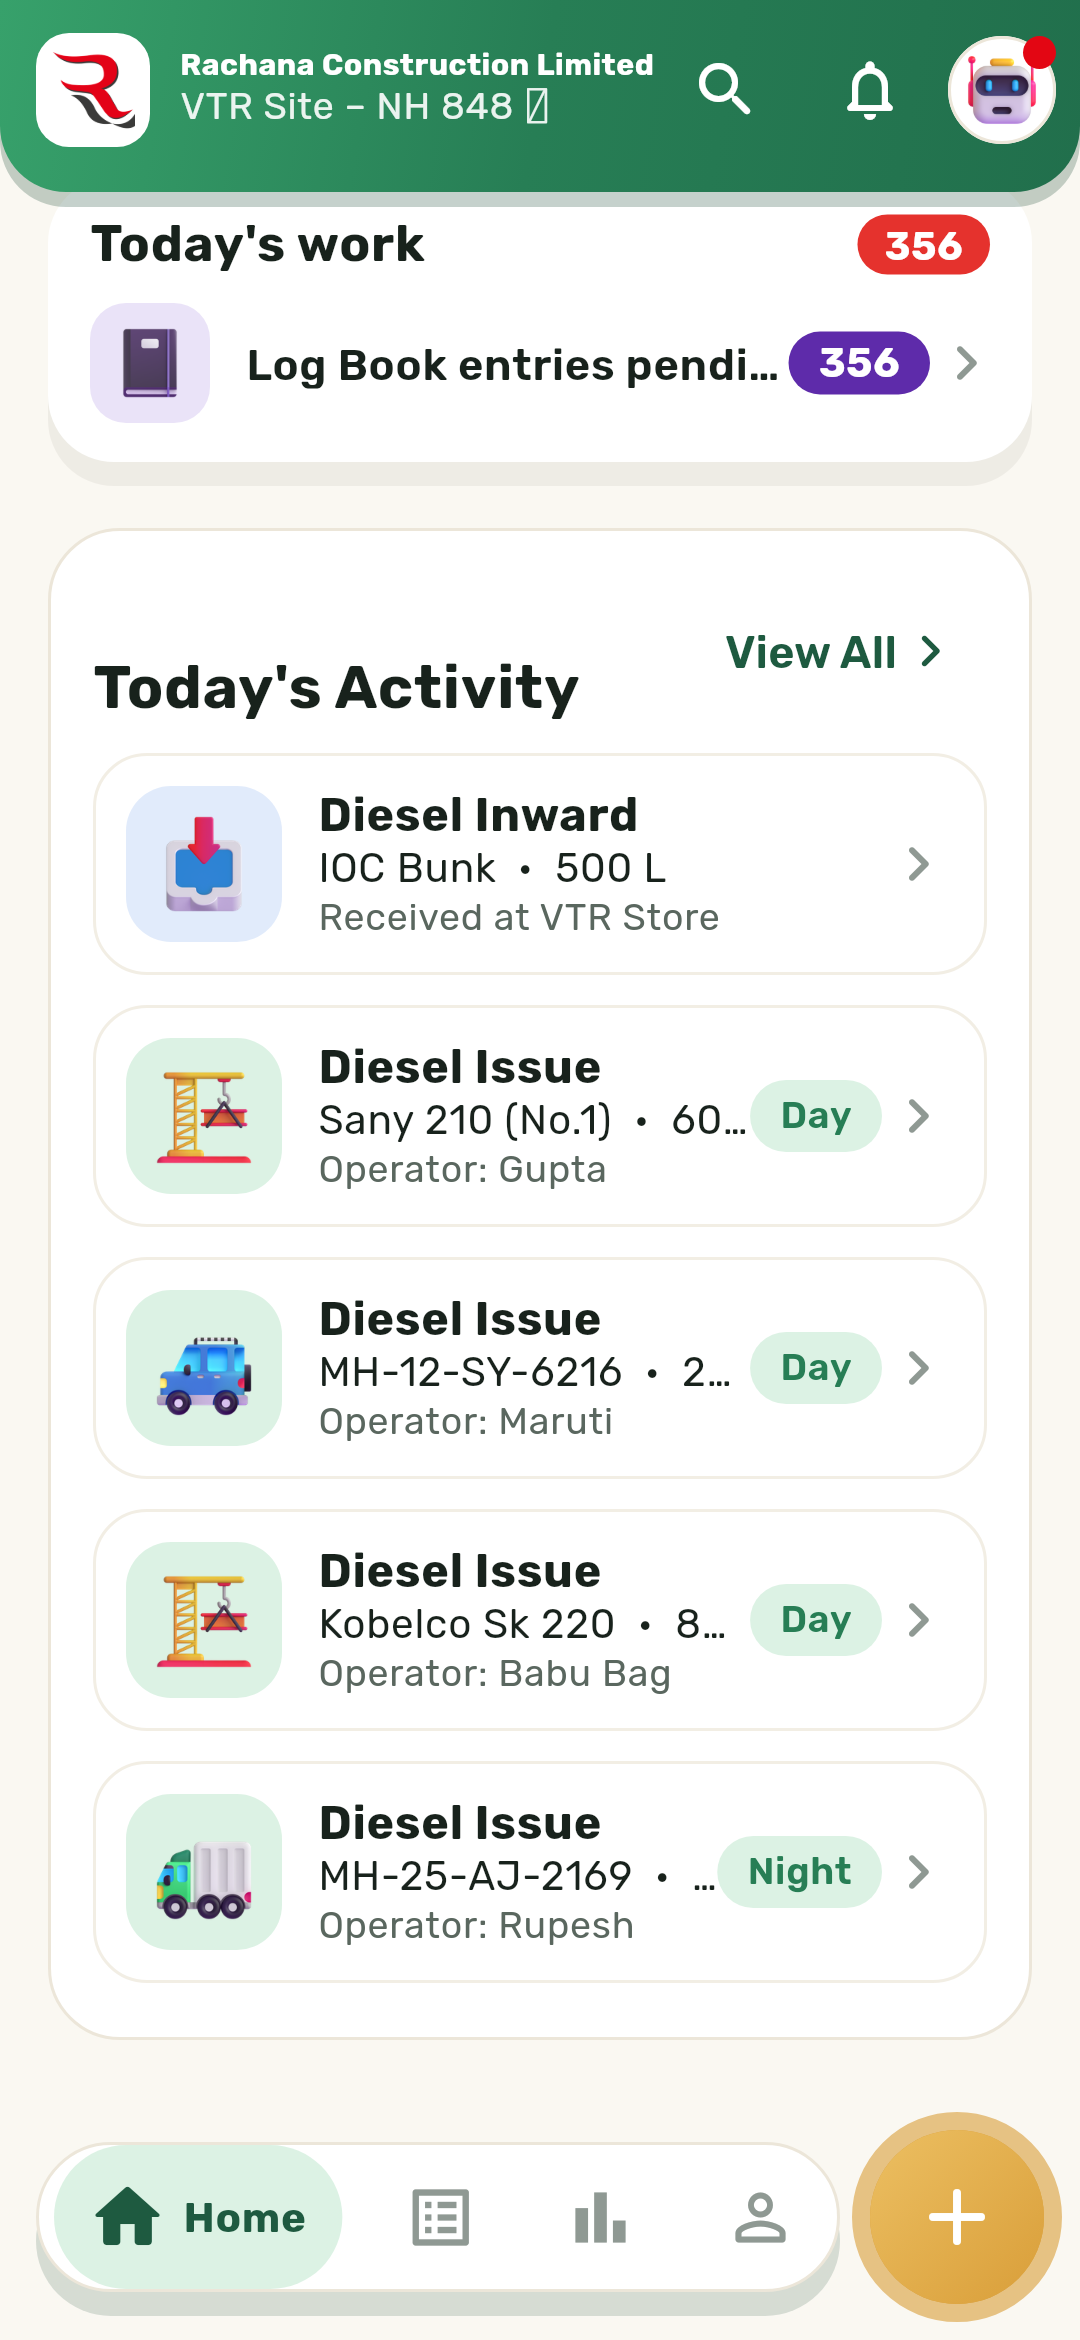 Rachana Construction Limited
VTR Site – NH 848
Today's work
356
Log Book entries pendi...
356
View All
Today's Activity
Diesel Inward
IOC Bunk • 500 L
Received at VTR Store
Diesel Issue
Sany 210 (No.1) • 60...
Day
Operator: Gupta
Diesel Issue
MH-12-SY-6216 • 2...
Day
Operator: Maruti
Diesel Issue
Kobelco Sk 220 • 8...
Day
Operator: Babu Bag
Diesel Issue
MH-25-AJ-2169 • ...
Night
Operator: Rupesh
Home